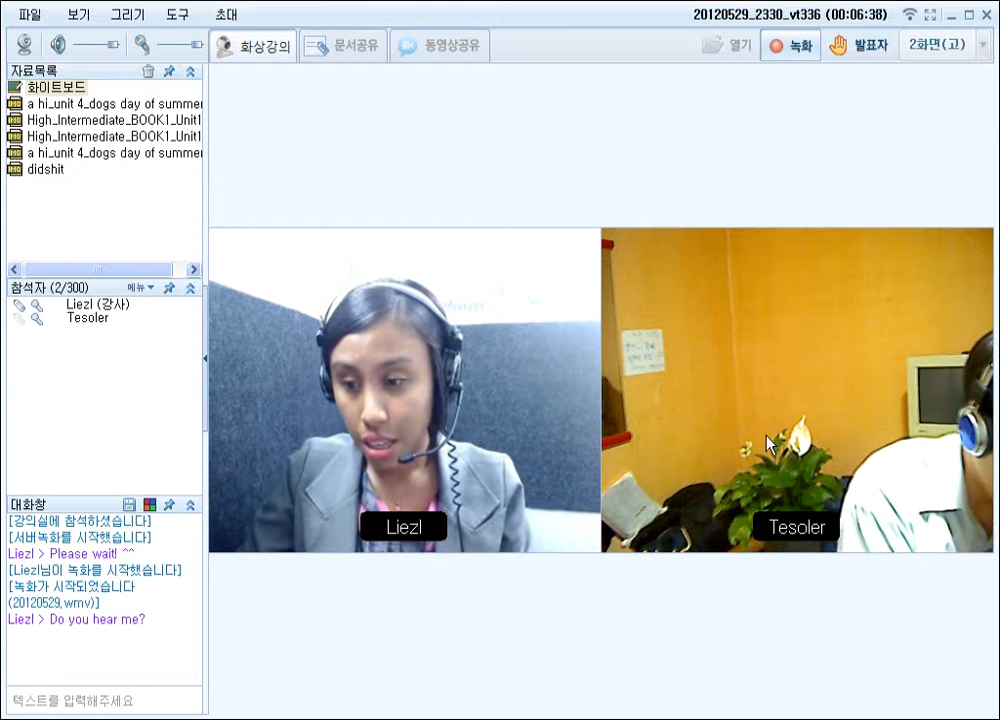 파일 보기 그리기 도구 초대
20120529_2330_vt336 (00:06:38)
화상강의 문서공유 동영상공유
열기 녹화 발표자 2화면(고)
자료목록
화이트보드
a hi_unit 4_dogs day of summer
High_Intermediate_BOOK1_Unit1
High_Intermediate_BOOK1_Unit1
a hi_unit 4_dogs day of summer
didshit
참석자 (2/300) 메뉴
Liezl (강사)
Tesoler
Liezl
Tesoler
대화창
[강의실에 참석하셨습니다]
[서버녹화를 시작했습니다]
Liezl > Please wait! ^^
[Liezl님이 녹화를 시작했습니다]
[녹화가 시작되었습니다
(20120529.wmv)]
Liezl > Do you hear me?
텍스트를 입력해주세요